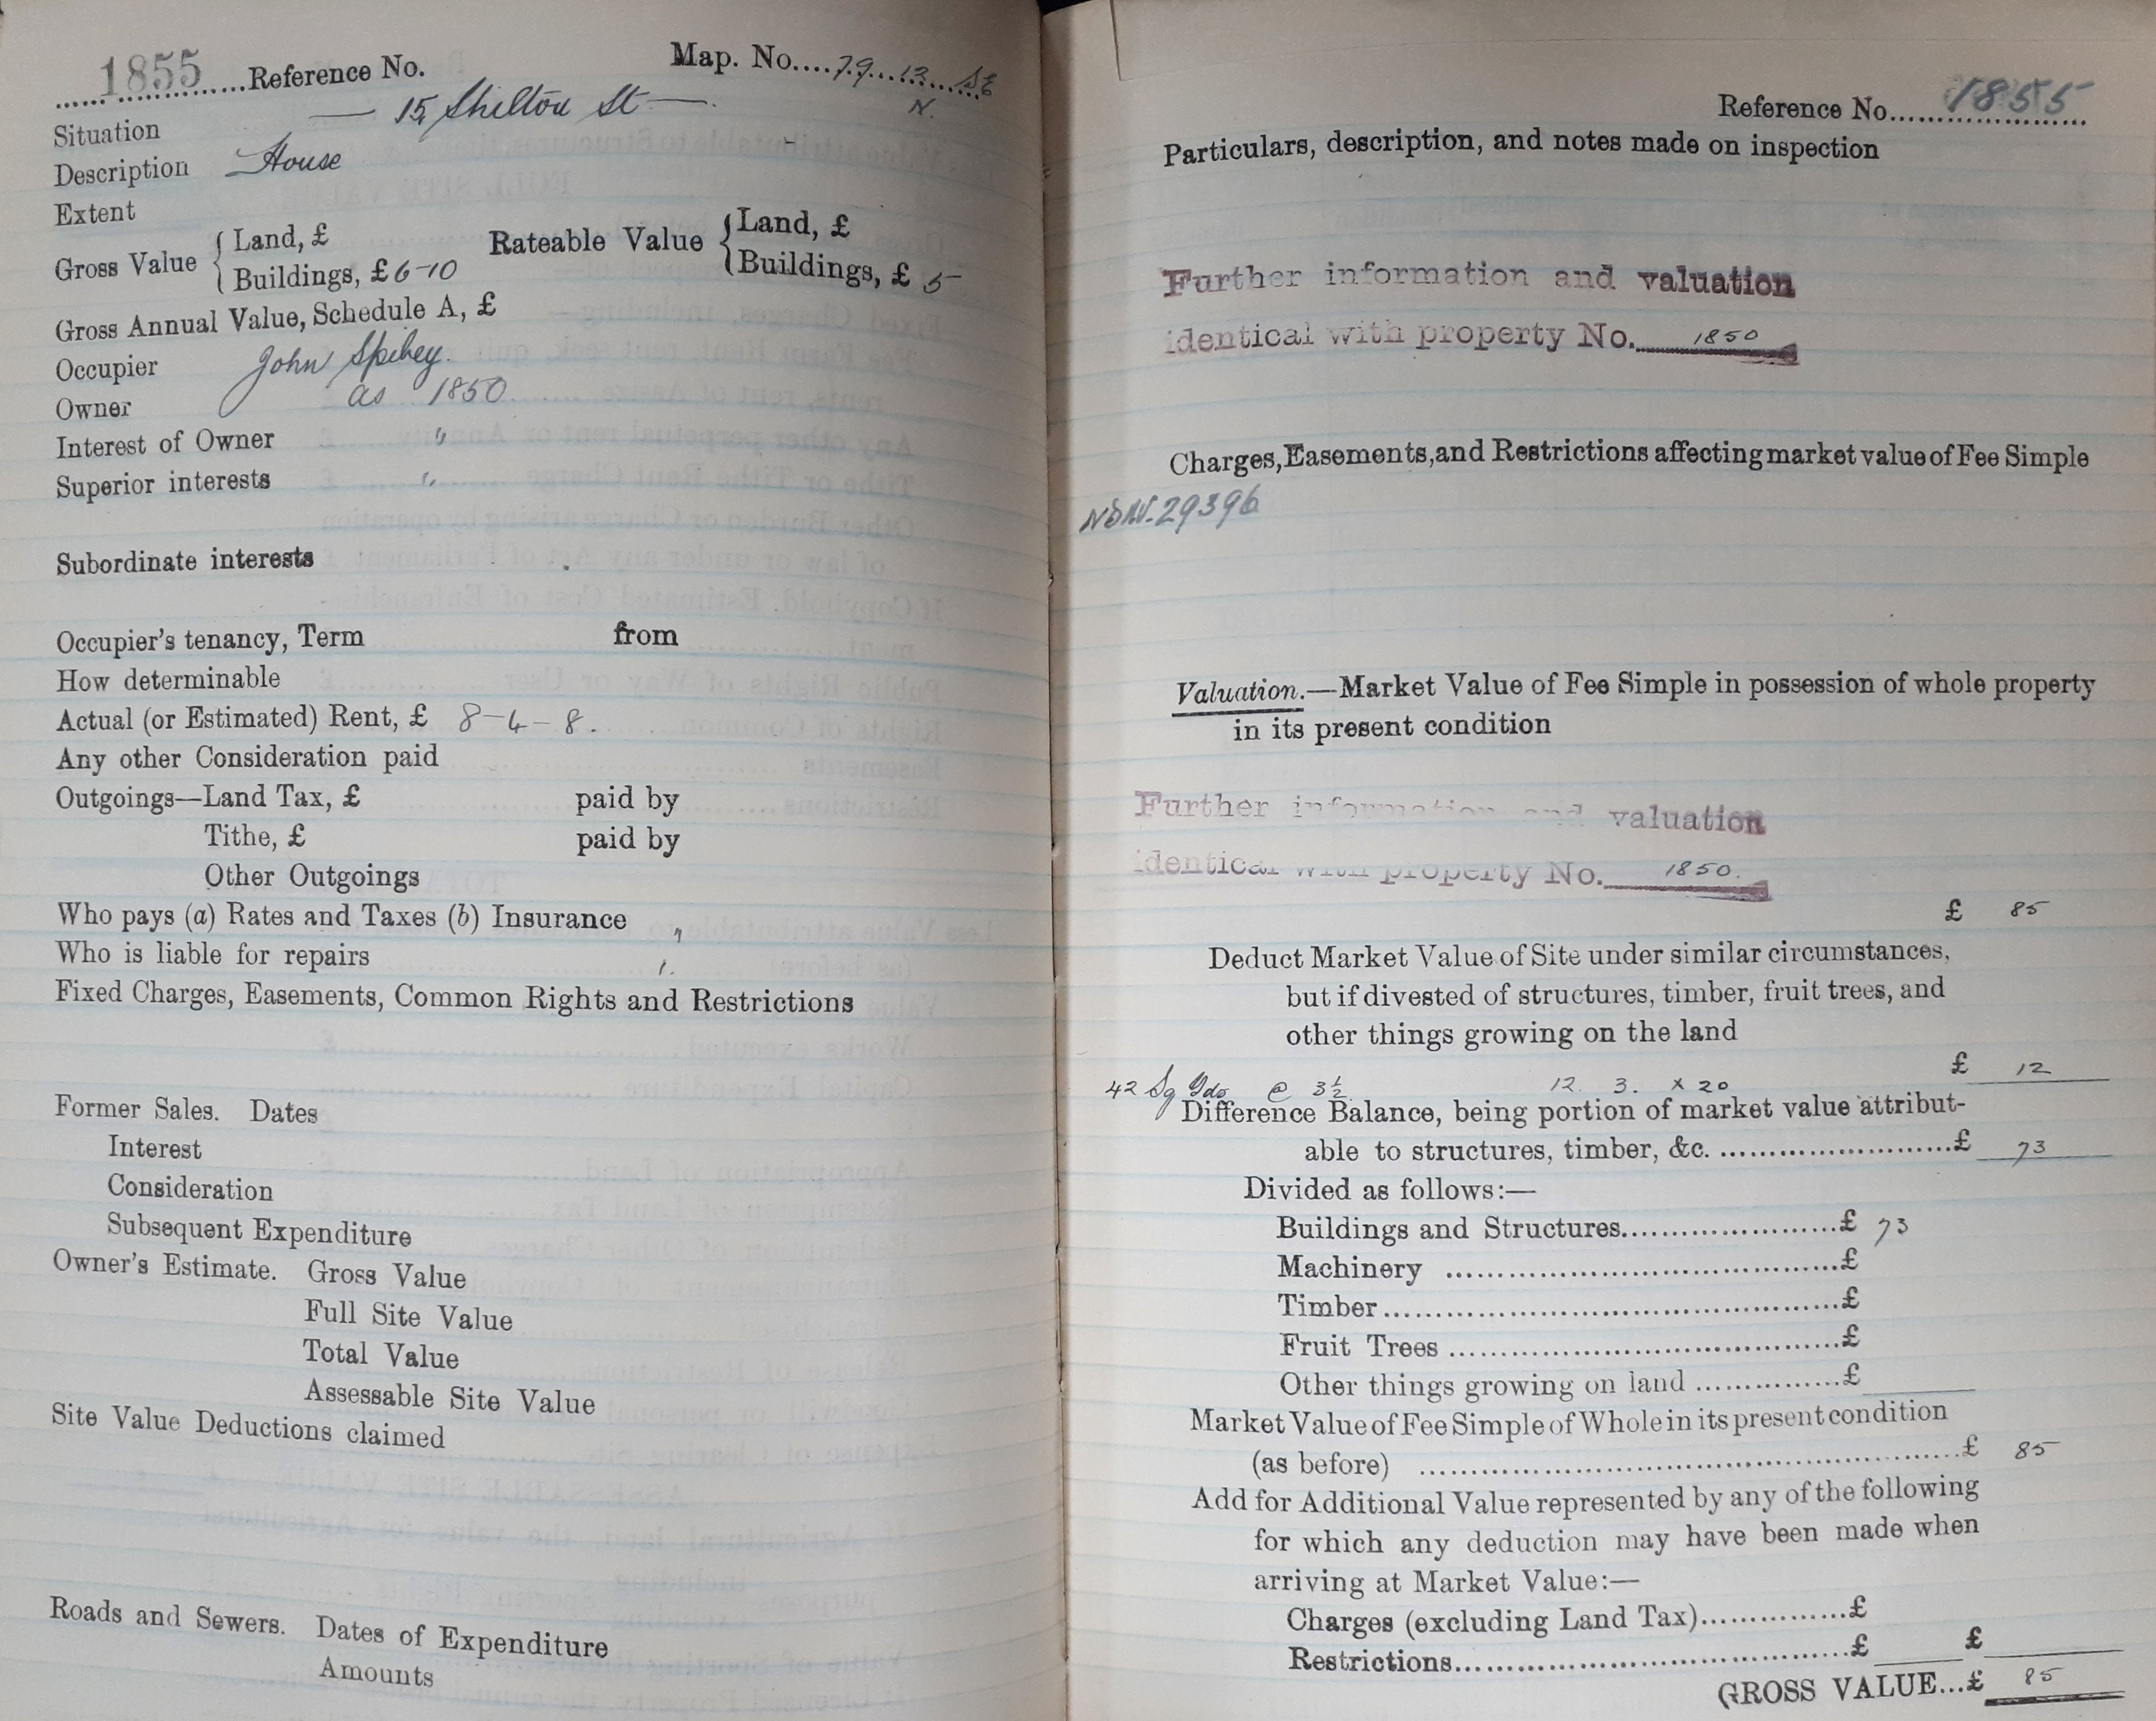 1855 Reference No. Map. No. 79 13 SE
N.
Situation — 15 Shelton St —
Description House
Extent
Gross Value { Land, £ Rateable Value { Land, £
Buildings, £ 6-10 Buildings, £ 5-
Gross Annual Value, Schedule A, £
Occupier John Spibey.
Owner as 1850
Interest of Owner "
Superior interests "
Subordinate interests
Occupier's tenancy, Term from
How determinable
Actual (or Estimated) Rent, £ 8-4-8.
Any other Consideration paid
Outgoings—Land Tax, £ paid by
Tithe, £ paid by
Other Outgoings
Who pays (a) Rates and Taxes (b) Insurance "
Who is liable for repairs "
Fixed Charges, Easements, Common Rights and Restrictions
Former Sales. Dates
Interest
Consideration
Subsequent Expenditure
Owner's Estimate. Gross Value
Full Site Value
Total Value
Assessable Site Value
Site Value Deductions claimed
Roads and Sewers. Dates of Expenditure
Amounts
Reference No. 1855
Particulars, description, and notes made on inspection
Further information and valuation
identical with property No. 1850
Charges, Easements, and Restrictions affecting market value of Fee Simple
29396
Valuation.—Market Value of Fee Simple in possession of whole property
in its present condition
Further information and valuation
identical with property No. 1850.
£ 85
Deduct Market Value of Site under similar circumstances,
but if divested of structures, timber, fruit trees, and
other things growing on the land
£ 12
42 Sq Yds @ 3½ 12. 3. x 20
Difference Balance, being portion of market value attribut-
able to structures, timber, &c. £ 73
Divided as follows:—
Buildings and Structures £ 73
Machinery £
Timber £
Fruit Trees £
Other things growing on land £
Market Value of Fee Simple of Whole in its present condition
(as before) £ 85
Add for Additional Value represented by any of the following
for which any deduction may have been made when
arriving at Market Value:—
Charges (excluding Land Tax) £
Restrictions £ £
GROSS VALUE...£ 85